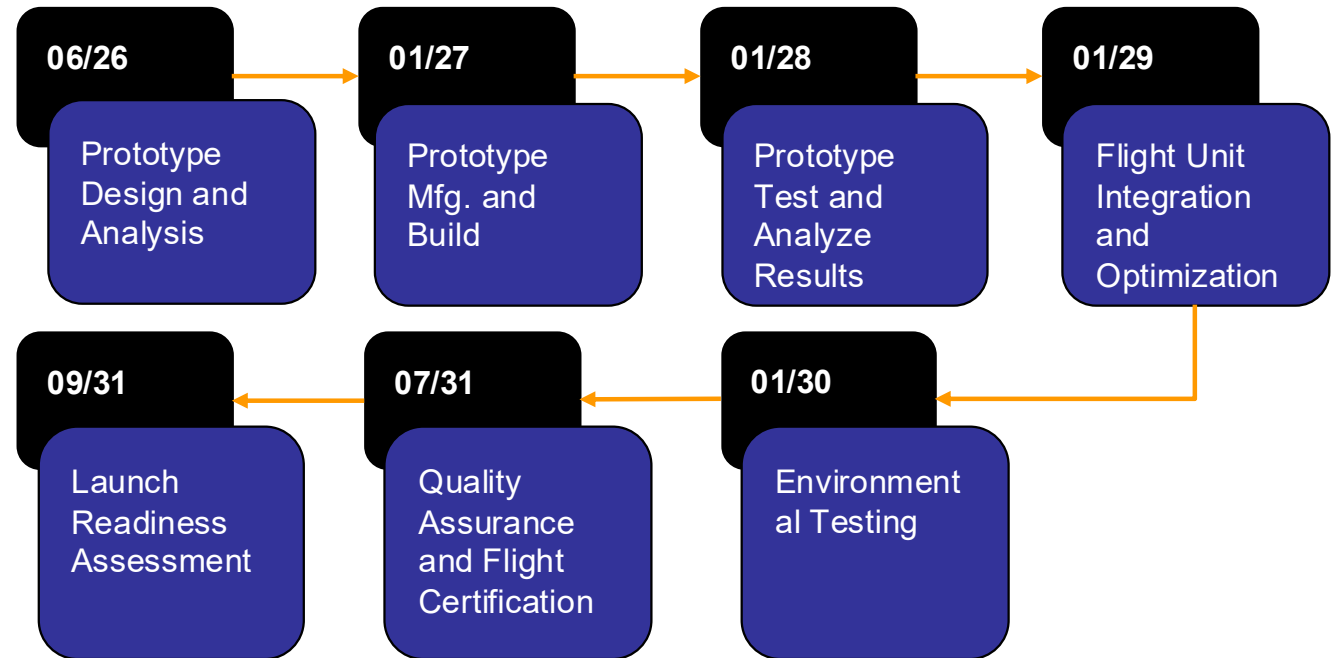 06/26
Prototype
Design and
Analysis
01/27
Prototype
Mfg. and
Build
01/28
Prototype
Test and
Analyze
Results
01/29
Flight Unit
Integration
and
Optimization
09/31
Launch
Readiness
Assessment
07/31
Quality
Assurance
and Flight
Certification
01/30
Environment
al Testing